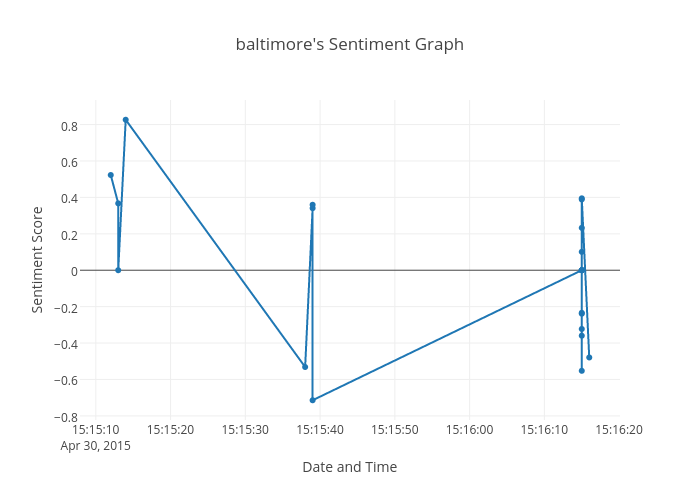 baltimore's Sentiment Graph
0.8
0.6
0.4
0.2
0
−0.2
−0.4
−0.6
−0.8
Sentiment Score
15:15:10 15:15:20 15:15:30 15:15:40 15:15:50 15:16:00 15:16:10 15:16:20
Apr 30, 2015
Date and Time